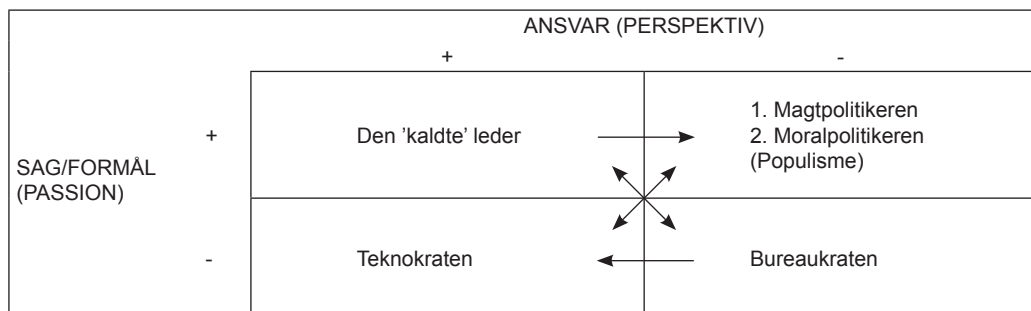 ANSVAR (PERSPEKTIV)
+ -
+
Den ’kaldte’ leder
1. Magtpolitikeren
2. Moralpolitikeren
(Populisme)
SAG/FORMÅL
(PASSION)
-
Teknokraten
Bureaukraten